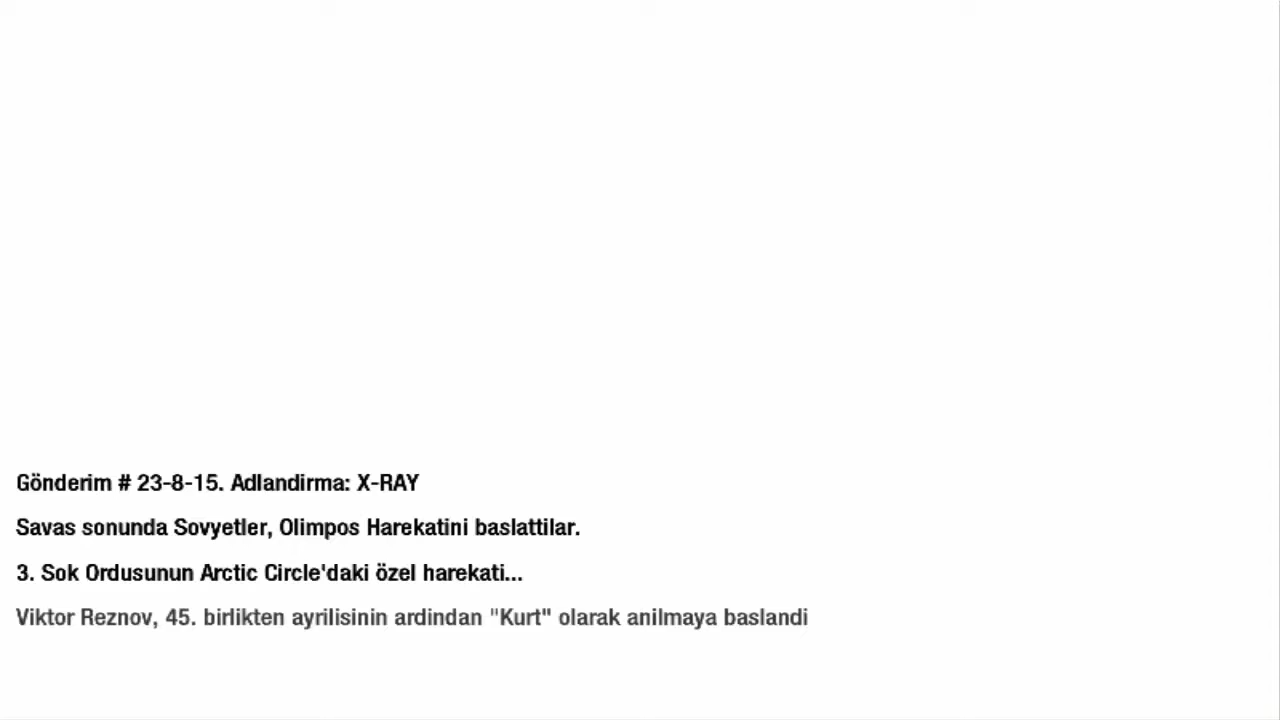 Gönderim # 23-8-15. Adlandirma: X-RAY
Savas sonunda Sovyetler, Olimpos Harekatini baslattilar.
3. Sok Ordusunun Arctic Circle'daki özel harekati...
Viktor Reznov, 45. birlikten ayrilisinin ardindan "Kurt" olarak anilmaya baslandi